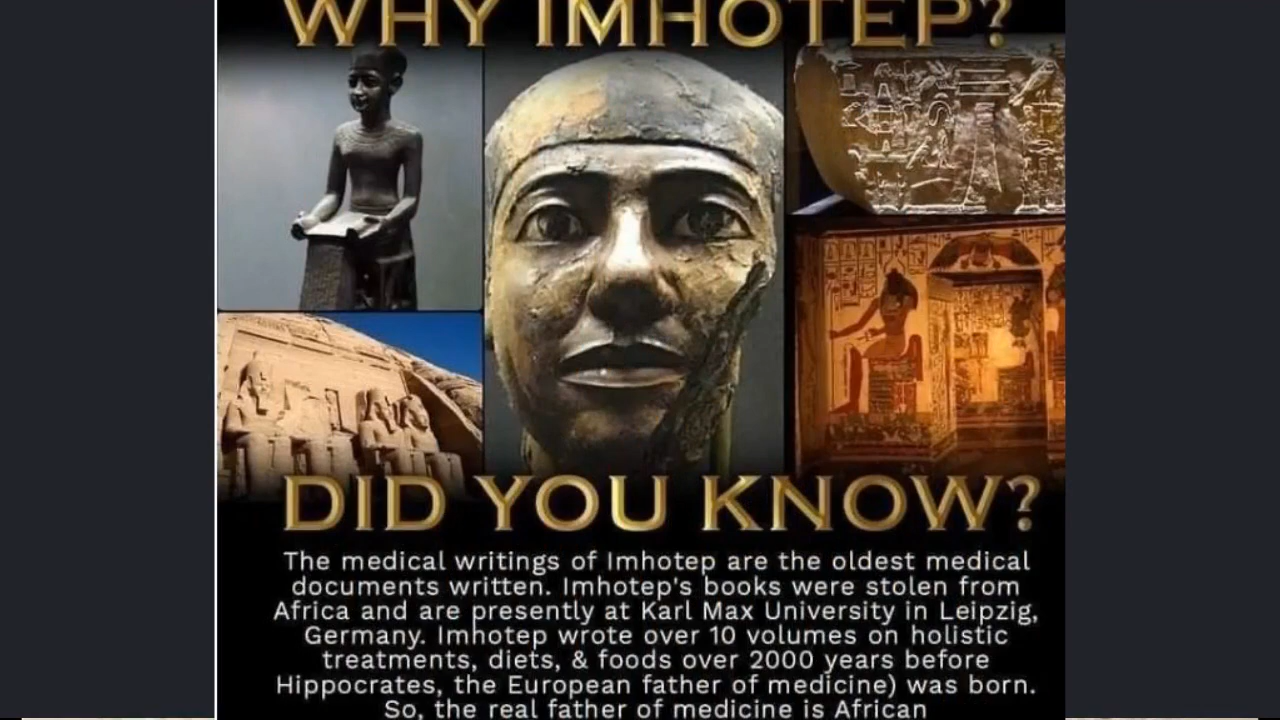 WHY IMHOTEP?
DID YOU KNOW?
The medical writings of Imhotep are the oldest medical
documents written. Imhotep's books were stolen from
Africa and are presently at Karl Max University in Leipzig,
Germany. Imhotep wrote over 10 volumes on holistic
treatments, diets, & foods over 2000 years before
Hippocrates, the European father of medicine) was born.
So, the real father of medicine is African